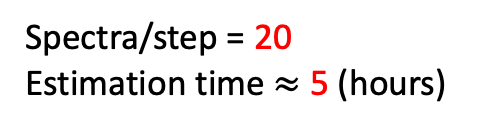 Spectra/step = 20
Estimation time ≈ 5 (hours)